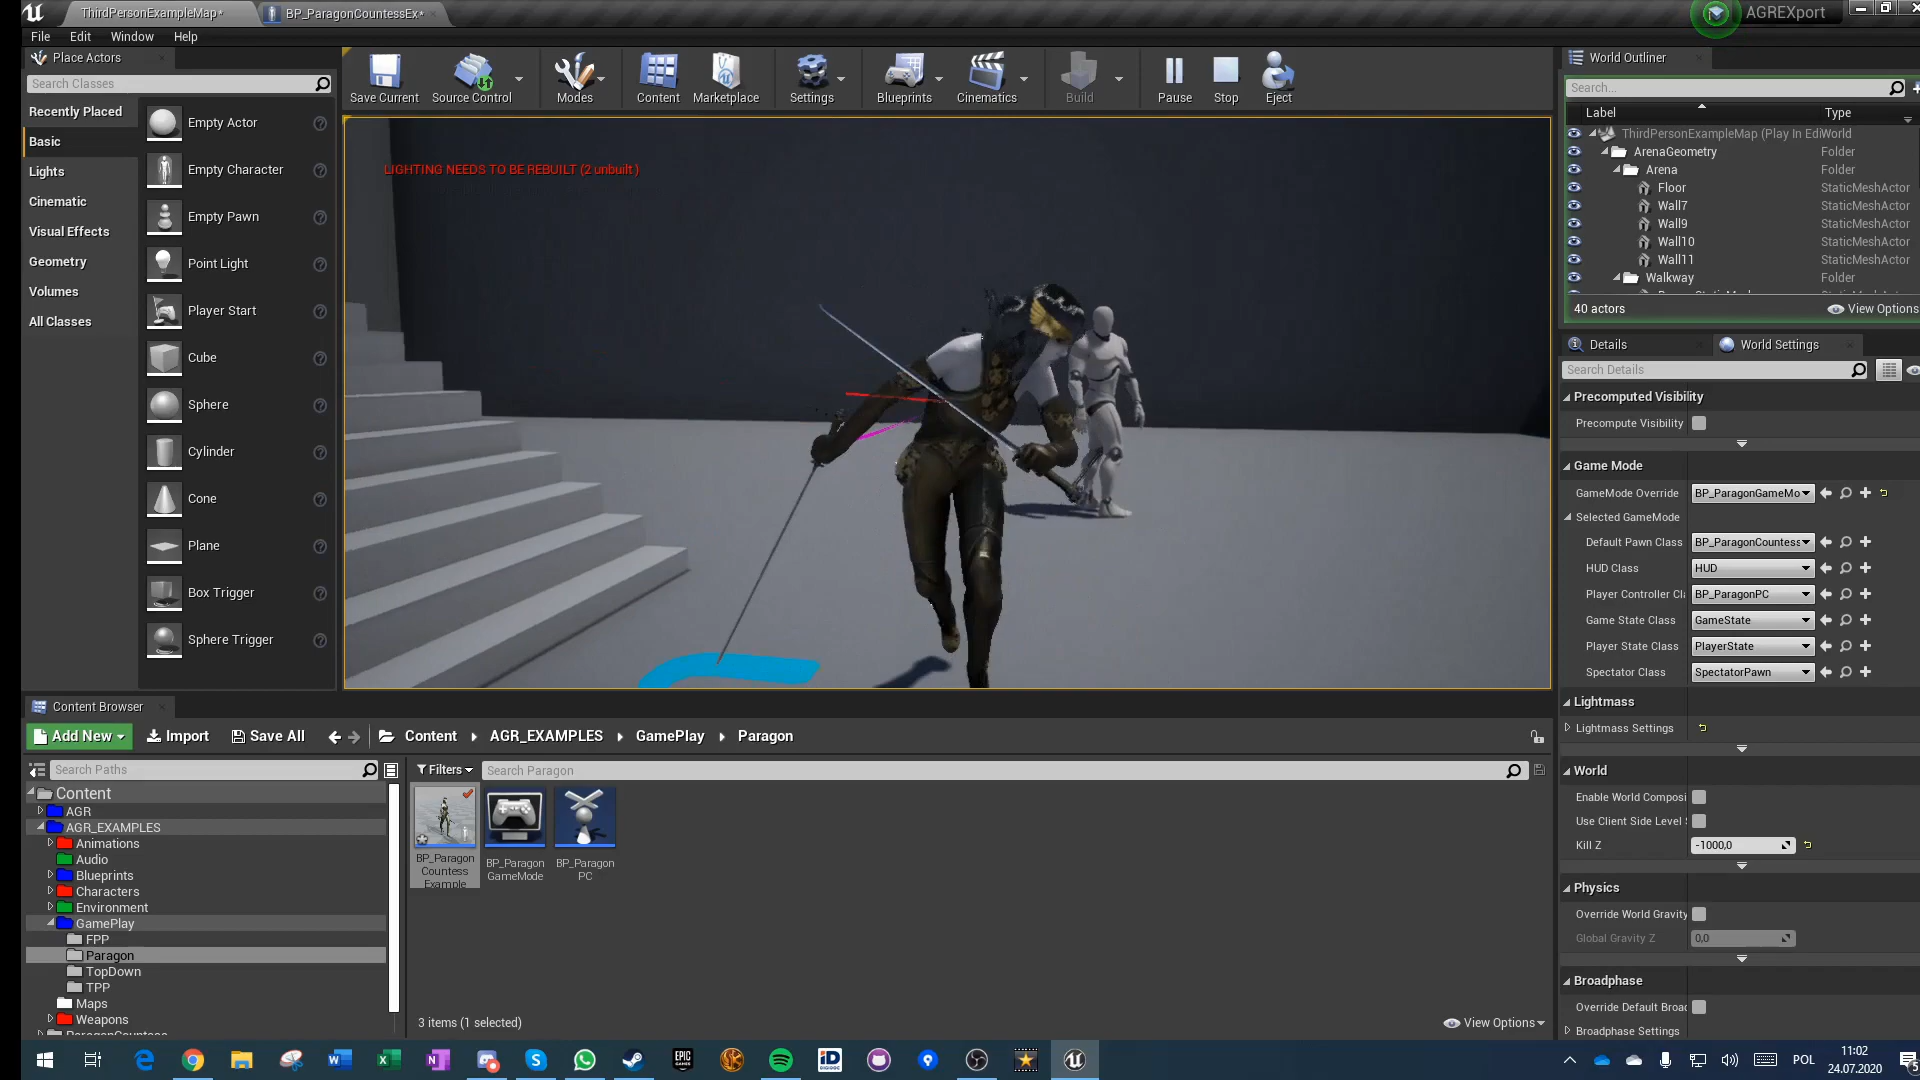 ThirdPersonExampleMap*
BP_ParagonCountessEx*
AGREXport
File Edit Window Help
Place Actors
Search Classes
Recently Placed
Basic
Lights
Cinematic
Visual Effects
Geometry
Volumes
All Classes
Empty Actor
Empty Character
Empty Pawn
Point Light
Player Start
Cube
Sphere
Cylinder
Cone
Plane
Box Trigger
Sphere Trigger
Save Current
Source Control
Modes
Content
Marketplace
Settings
Blueprints
Cinematics
Build
Pause
Stop
Eject
LIGHTING NEEDS TO BE REBUILT (2 unbuilt )
World Outliner
Search...
Label Type
ThirdPersonExampleMap (Play In Edi World
ArenaGeometry Folder
Arena Folder
Floor StaticMeshActor
Wall7 StaticMeshActor
Wall9 StaticMeshActor
Wall10 StaticMeshActor
Wall11 StaticMeshActor
Walkway Folder
40 actors View Options
Details World Settings
Search Details
Precomputed Visibility
Precompute Visibility
Game Mode
GameMode Override BP_ParagonGameMo
Selected GameMode
Default Pawn Class BP_ParagonCountess
HUD Class HUD
Player Controller Cl BP_ParagonPC
Game State Class GameState
Player State Class PlayerState
Spectator Class SpectatorPawn
Lightmass
Lightmass Settings
World
Enable World Composi
Use Client Side Level
Kill Z -1000,0
Physics
Override World Gravity
Global Gravity Z 0,0
Broadphase
Override Default Broad
Broadphase Settings
Content Browser
Add New Import Save All Content AGR_EXAMPLES GamePlay Paragon
Search Paths
Filters Search Paragon
Content
AGR
AGR_EXAMPLES
Animations
Audio
Blueprints
Characters
Environment
GamePlay
FPP
Paragon
TopDown
TPP
Maps
Weapons
ParagonCountess
BP_Paragon
Countess
Example
BP_Paragon
GameMode
BP_Paragon
PC
3 items (1 selected) View Options
EPIC
GAMES
iD
POL
11:02
24.07.2020
5